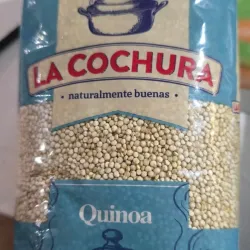 LA COCHURA
• naturalmente buenas •
Quinoa